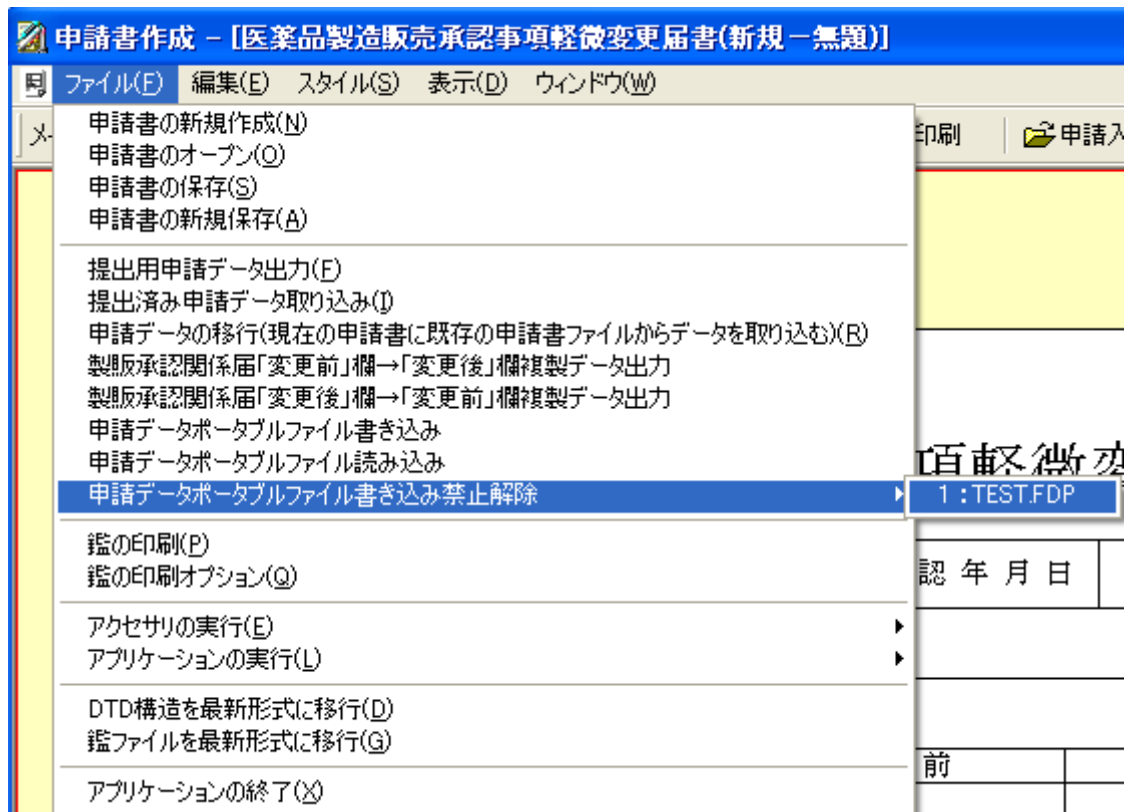 申請書作成 - [医薬品製造販売承認事項軽微変更届書(新規－無題)]
ファイル(F) 編集(E) スタイル(S) 表示(D) ウィンドウ(W)
印刷 申請入
申請書の新規作成(N)
申請書のオープン(O)
申請書の保存(S)
申請書の新規保存(A)
提出用申請データ出力(F)
提出済み申請データ取り込み(I)
申請データの移行(現在の申請書に既存の申請書ファイルからデータを取り込む)(R)
製販承認関係届「変更前」欄→「変更後」欄複製データ出力
製販承認関係届「変更後」欄→「変更前」欄複製データ出力
申請データポータブルファイル書き込み
申請データポータブルファイル読み込み
項軽微変
申請データポータブルファイル書き込み禁止解除 1:TEST.FDP
鑑の印刷(P)
鑑の印刷オプション(Q)
認年月日
アクセサリの実行(E)
アプリケーションの実行(L)
DTD構造を最新形式に移行(D)
鑑ファイルを最新形式に移行(G)
前
アプリケーションの終了(X)